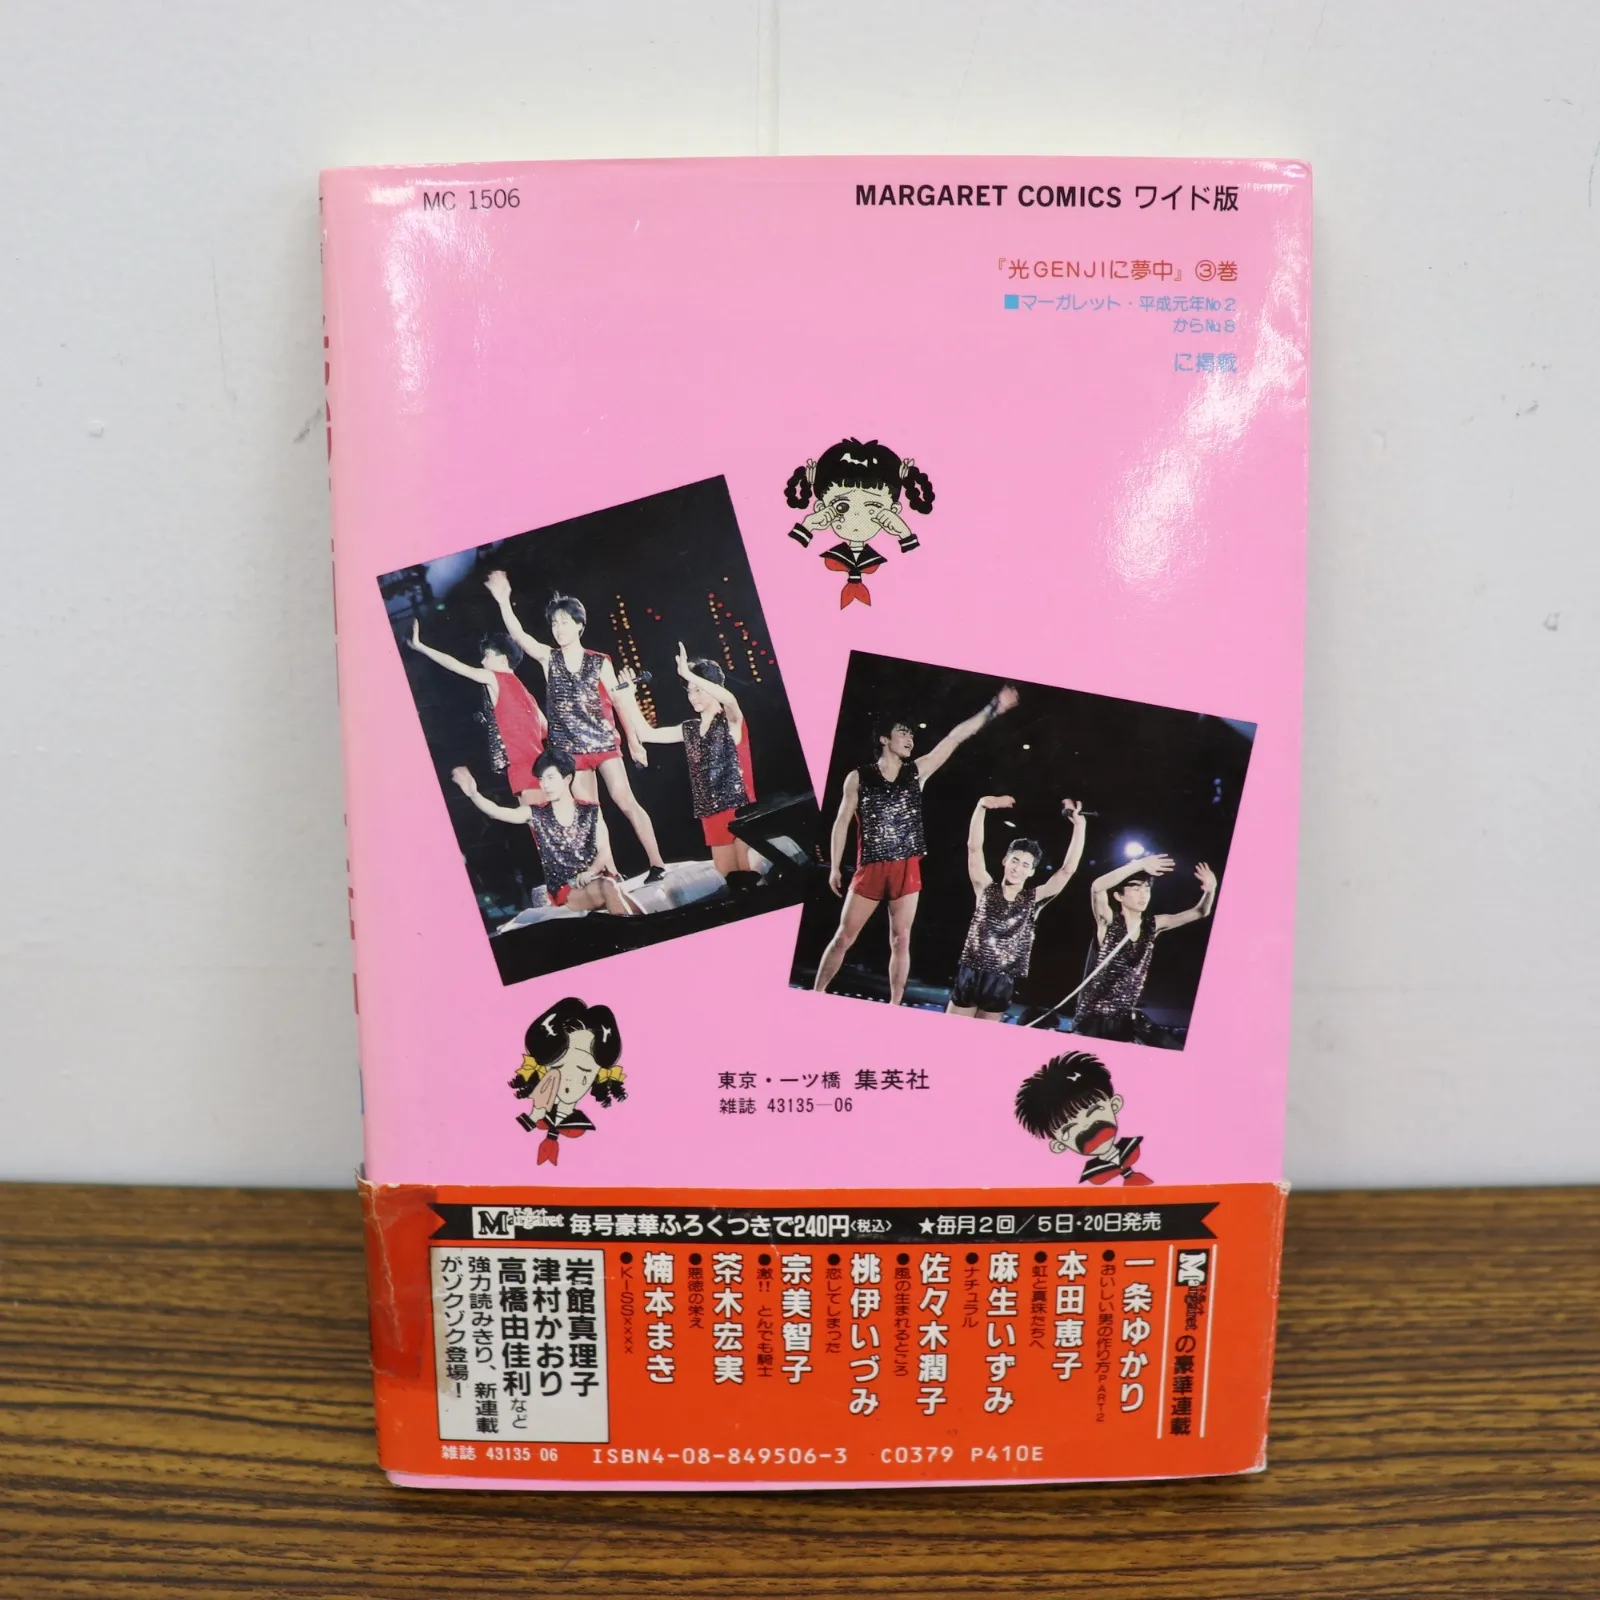 MC 1506
MARGARET COMICS ワイド版
『光GENJIに夢中』③巻
■マーガレット・平成元年No.2
からNo.8
に掲載
東京・一ツ橋 集英社
雑誌 43135—06
Margaret 毎号豪華ふろくつきで240円〈税込〉 ★毎月2回/5日・20日発売
の豪華連載
一条ゆかり
●おいしい男の作り方PART2
本田恵子
●虹と真珠たちへ
麻生いずみ
●ナチュラル
佐々木潤子
●風の生まれるところ
桃伊いづみ
●恋してしまった
宗美智子
●激!! とんでも騎士
茶木宏実
●悪徳の栄え
楠本まき
●KISSxxxx
岩館真理子
津村かおり
高橋由佳利など
強力読みきり、新連載
がゾクゾク登場!
雑誌 43135 06
ISBN4-08-849506-3 C0379 P410E